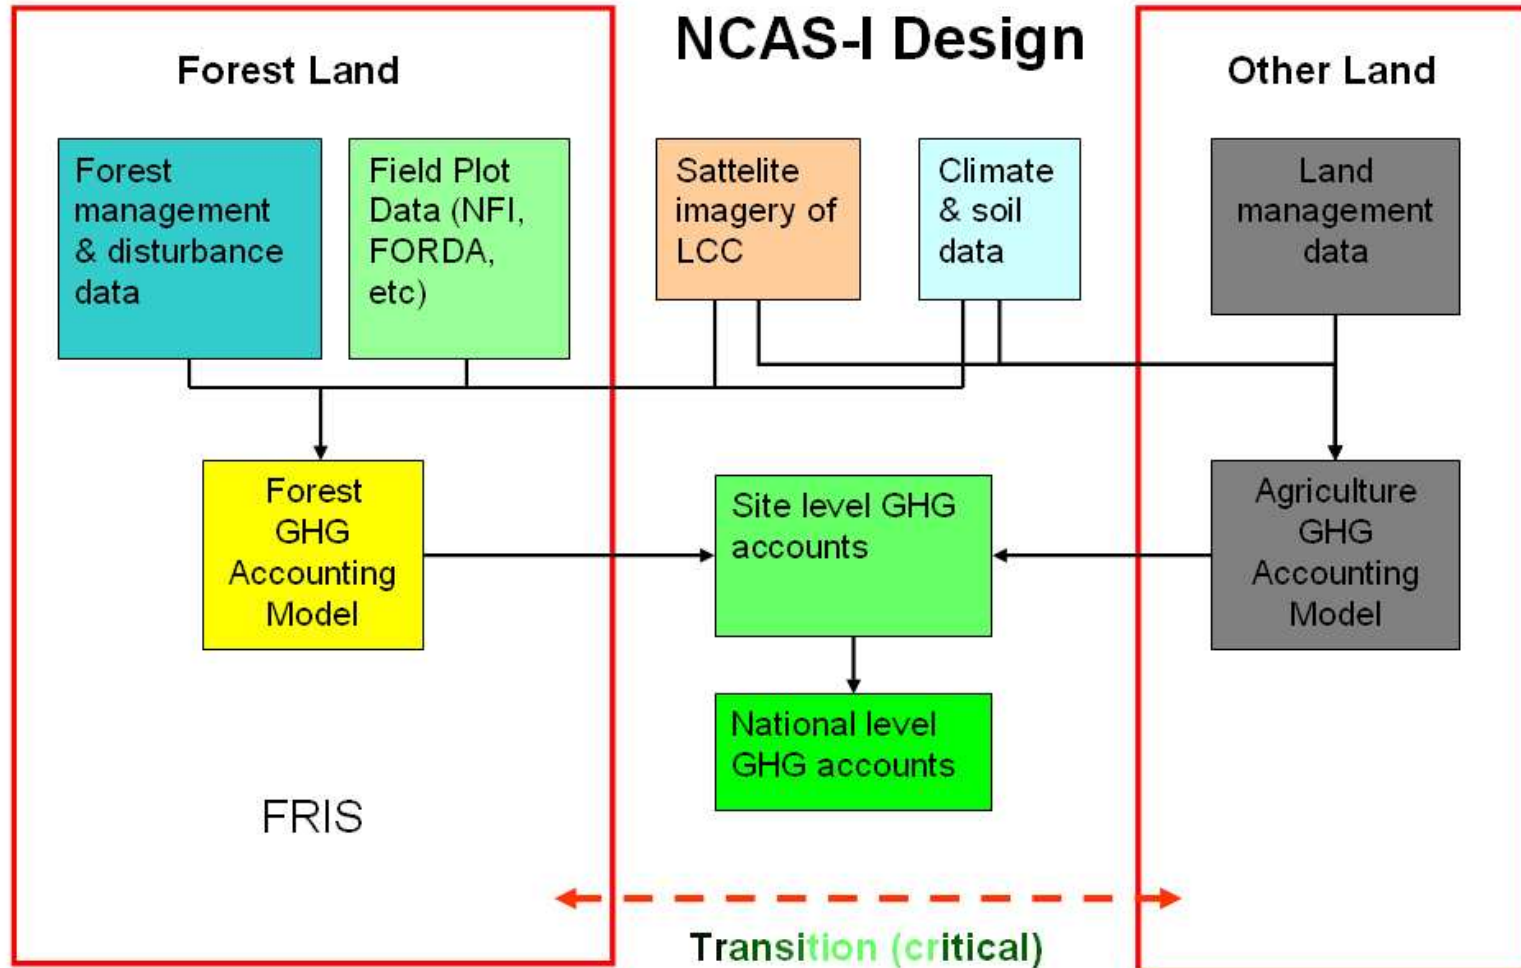 NCAS-I Design
Forest Land
Other Land
Forest
management
& disturbance
data
Field Plot
Data (NFI,
FORDA,
etc)
Sattelite
imagery of
LCC
Climate
& soil
data
Land
management
data
Forest
GHG
Accounting
Model
Site level GHG
accounts
Agriculture
GHG
Accounting
Model
National level
GHG accounts
FRIS
Transition (critical)